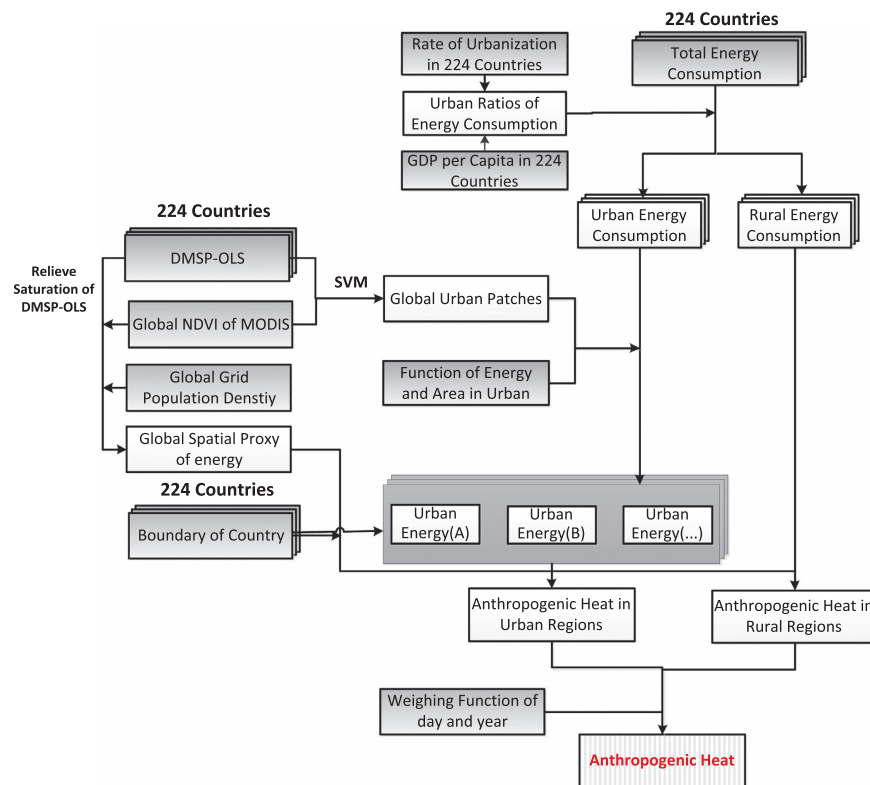 224 Countries
Rate of Urbanization
in 224 Countries
Total Energy
Consumption
Urban Ratios of
Energy Consumption
GDP per Capita in 224
Countries
224 Countries
Urban Energy
Consumption
Rural Energy
Consumption
DMSP-OLS
Relieve
Saturation of
DMSP-OLS
SVM
Global Urban Patches
Global NDVI of MODIS
Global Grid
Population Denstiy
Function of Energy
and Area in Urban
Global Spatial Proxy
of energy
224 Countries
Boundary of Country
Urban
Energy(A)
Urban
Energy(B)
Urban
Energy(...)
Anthropogenic Heat in
Urban Regions
Anthropogenic Heat in
Rural Regions
Weighing Function of
day and year
Anthropogenic Heat